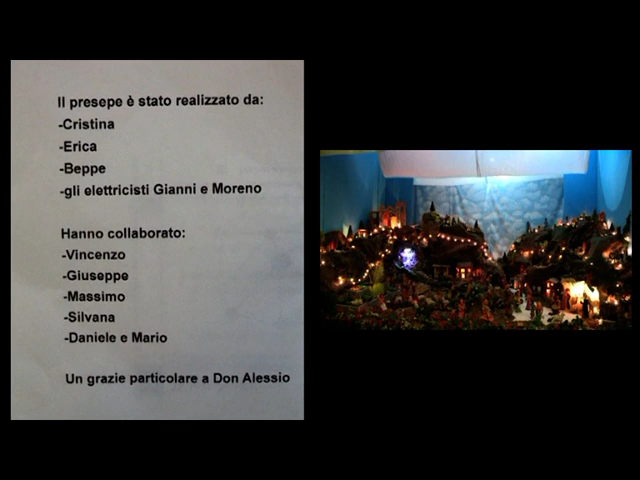 Il presepe è stato realizzato da:
-Cristina
-Erica
-Beppe
-gli elettricisti Gianni e Moreno
Hanno collaborato:
-Vincenzo
-Giuseppe
-Massimo
-Silvana
-Daniele e Mario
Un grazie particolare a Don Alessio